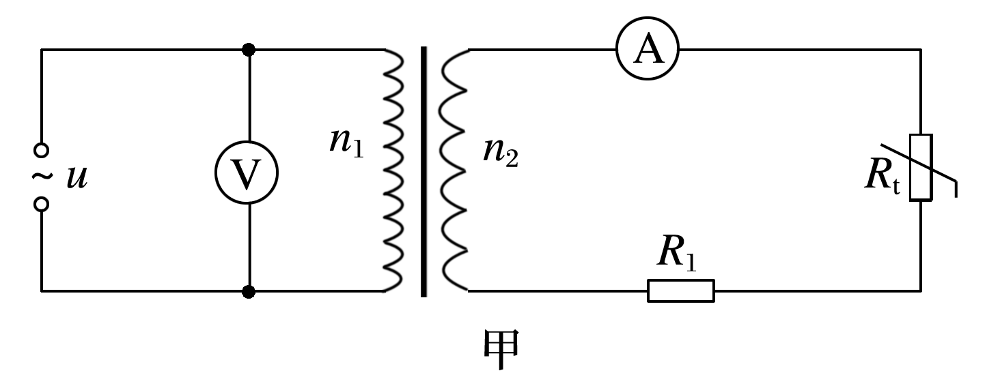 A
n₁
n₂
V
~ u
Rₜ
R₁
甲